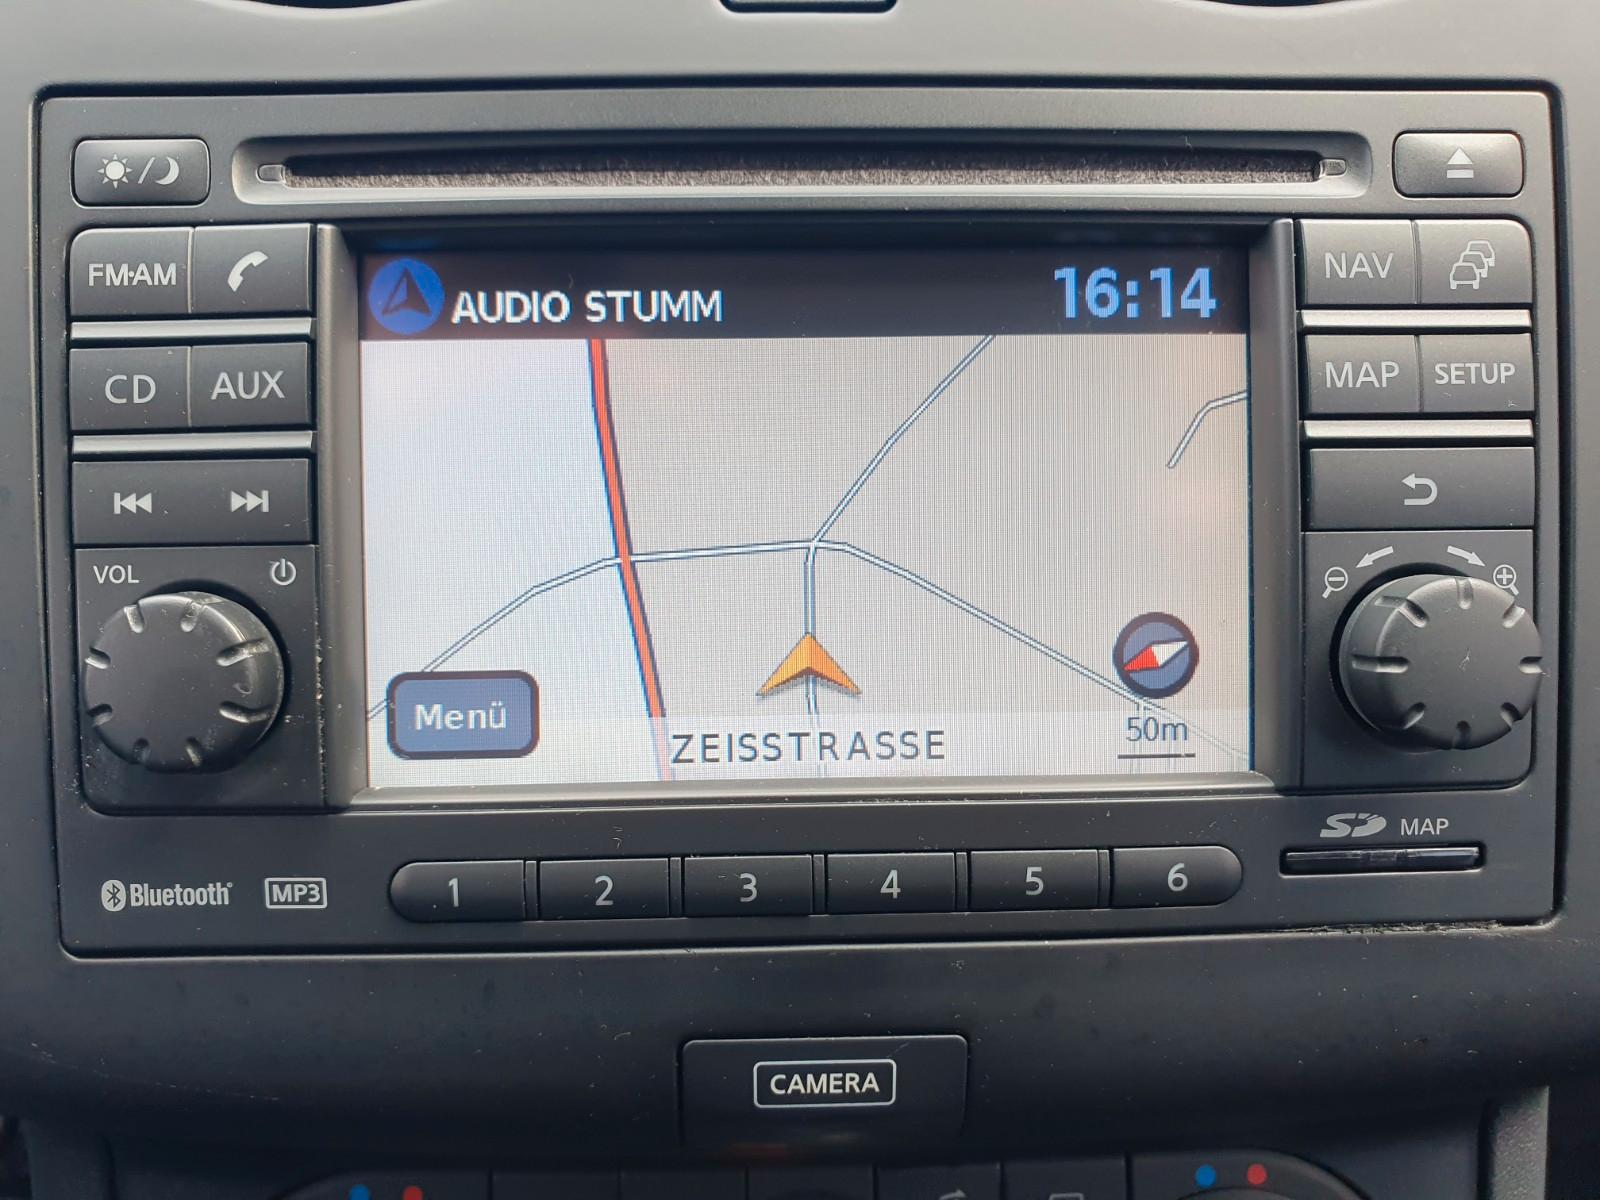 FM·AM
CD
AUX
VOL
AUDIO STUMM
16:14
Menü
ZEISSTRASSE
50m
NAV
MAP
SETUP
SD MAP
Bluetooth®
MP3
1
2
3
4
5
6
CAMERA